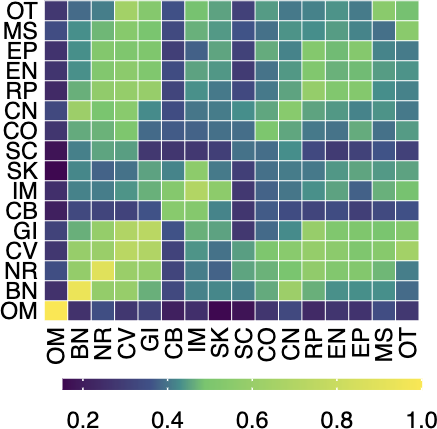 OT
MS
EP
EN
RP
CN
CO
SC
SK
IM
CB
GI
CV
NR
BN
OM
OM BN NR CV GI CB IM SK SC CO CN RP EN EP MS OT
0.2 0.4 0.6 0.8 1.0